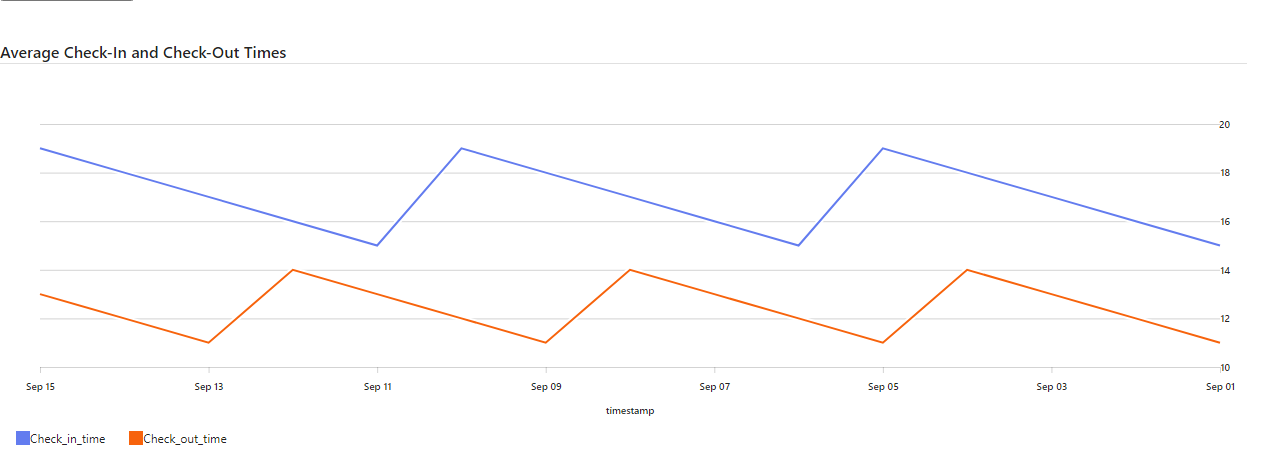 Average Check-In and Check-Out Times
20
18
16
14
12
10
Sep 15 Sep 13 Sep 11 Sep 09 Sep 07 Sep 05 Sep 03 Sep 01
timestamp
Check_in_time Check_out_time